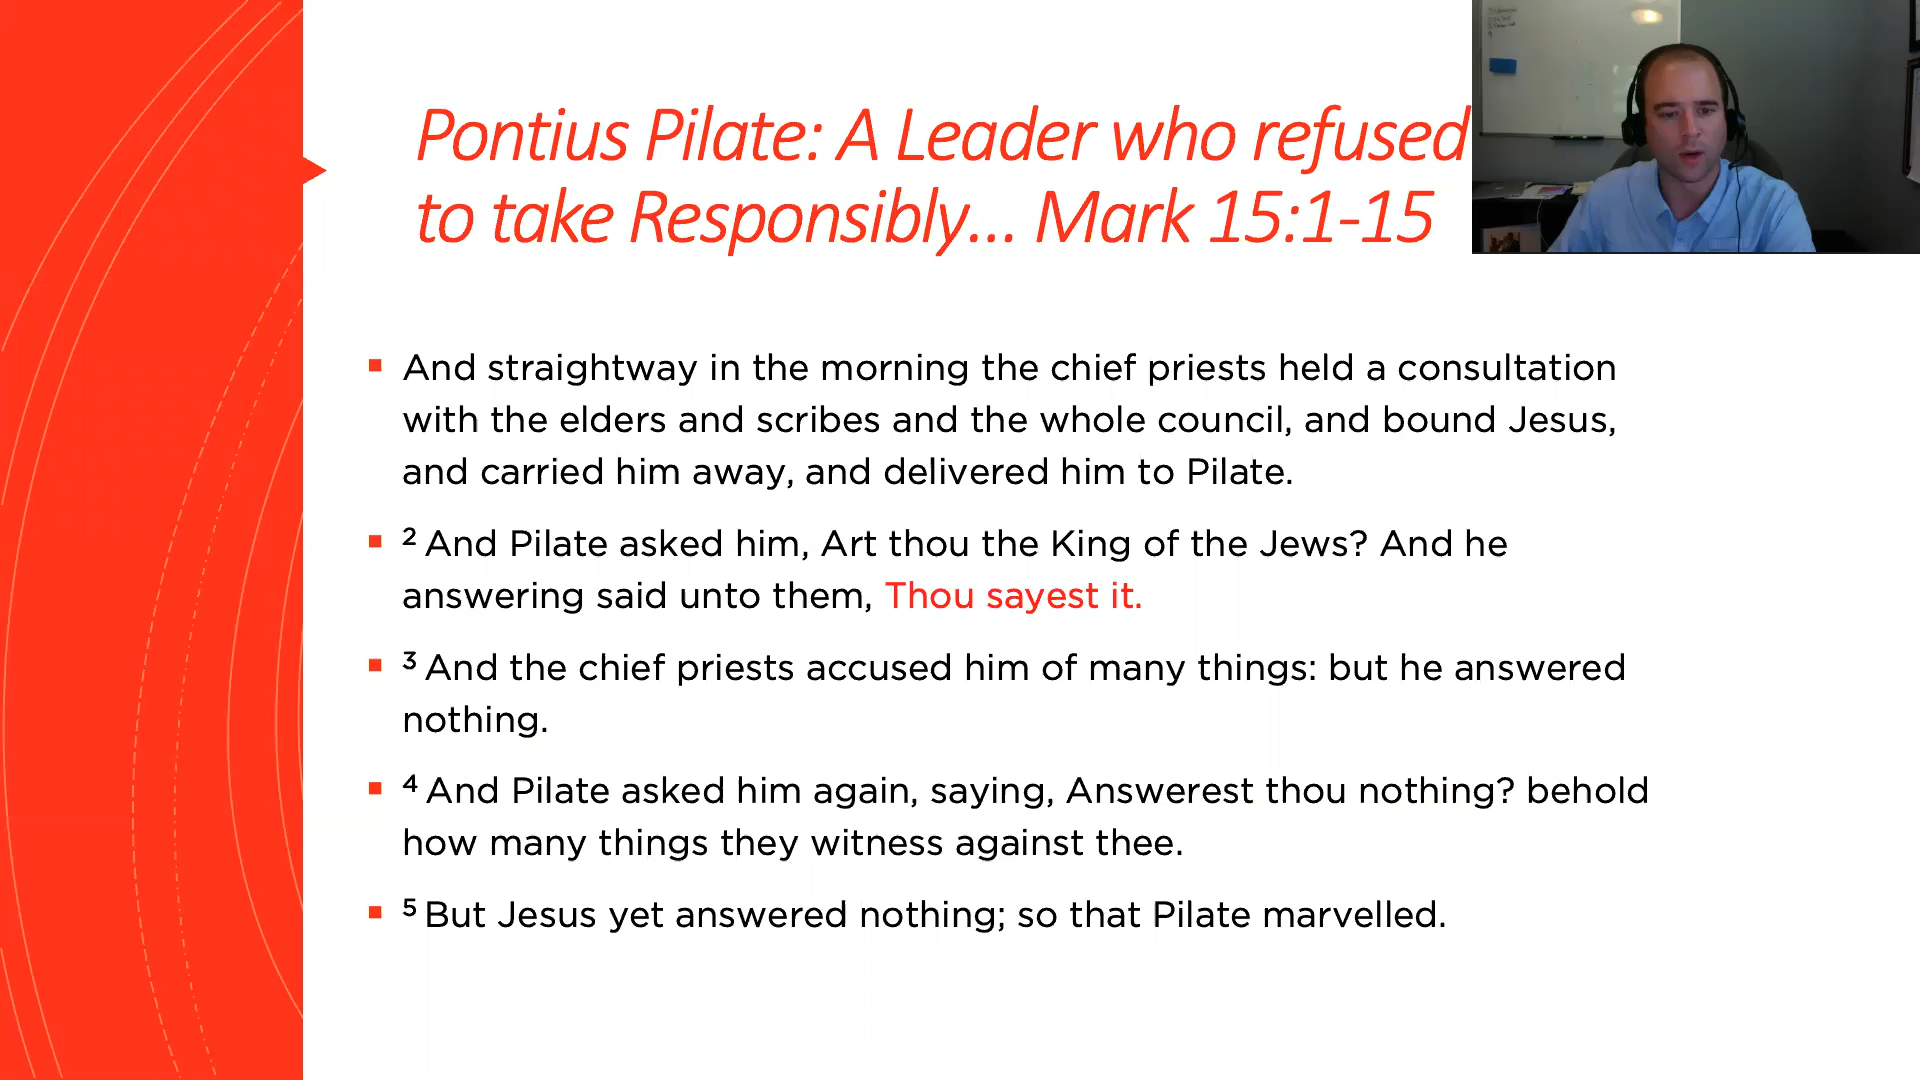 Pontius Pilate: A Leader who refused
to take Responsibly... Mark 15:1-15
And straightway in the morning the chief priests held a consultation
with the elders and scribes and the whole council, and bound Jesus,
and carried him away, and delivered him to Pilate.
2 And Pilate asked him, Art thou the King of the Jews? And he
answering said unto them, Thou sayest it.
3 And the chief priests accused him of many things: but he answered
nothing.
4 And Pilate asked him again, saying, Answerest thou nothing? behold
how many things they witness against thee.
5 But Jesus yet answered nothing; so that Pilate marvelled.